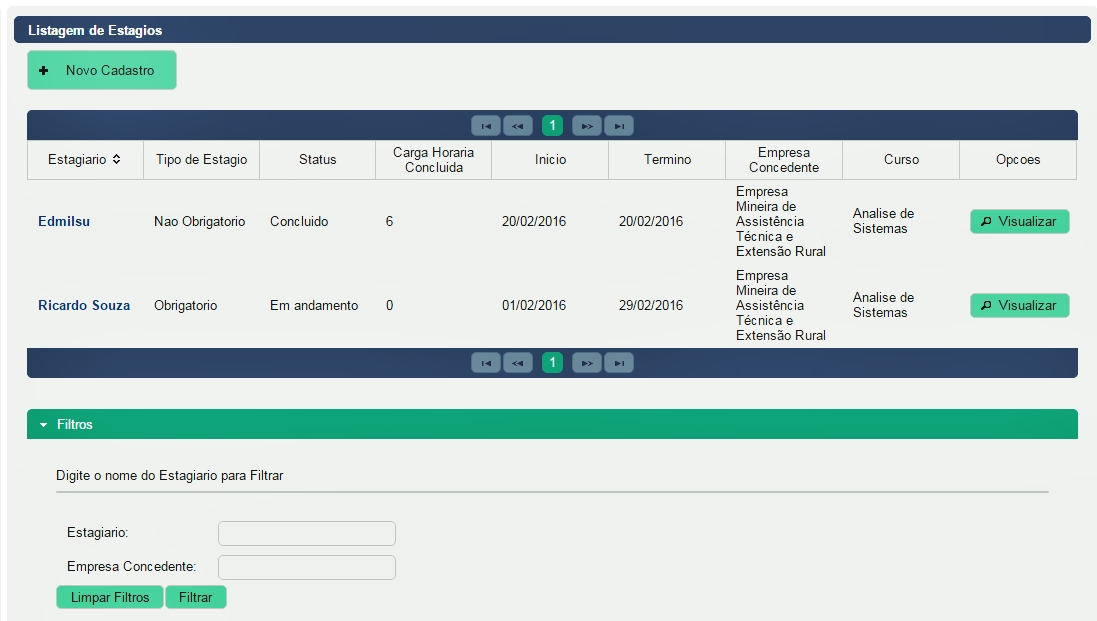 Listagem de Estagios
Novo Cadastro
1
Estagiario Tipo de Estagio Status Carga Horaria Concluida Inicio Termino Empresa Concedente Curso Opcoes
Edmilsu Nao Obrigatorio Concluido 6 20/02/2016 20/02/2016 Empresa Mineira de Assistência Técnica e Extensão Rural Analise de Sistemas Visualizar
Ricardo Souza Obrigatorio Em andamento 0 01/02/2016 29/02/2016 Empresa Mineira de Assistência Técnica e Extensão Rural Analise de Sistemas Visualizar
1
Filtros
Digite o nome do Estagiario para Filtrar
Estagiario:
Empresa Concedente:
Limpar Filtros Filtrar